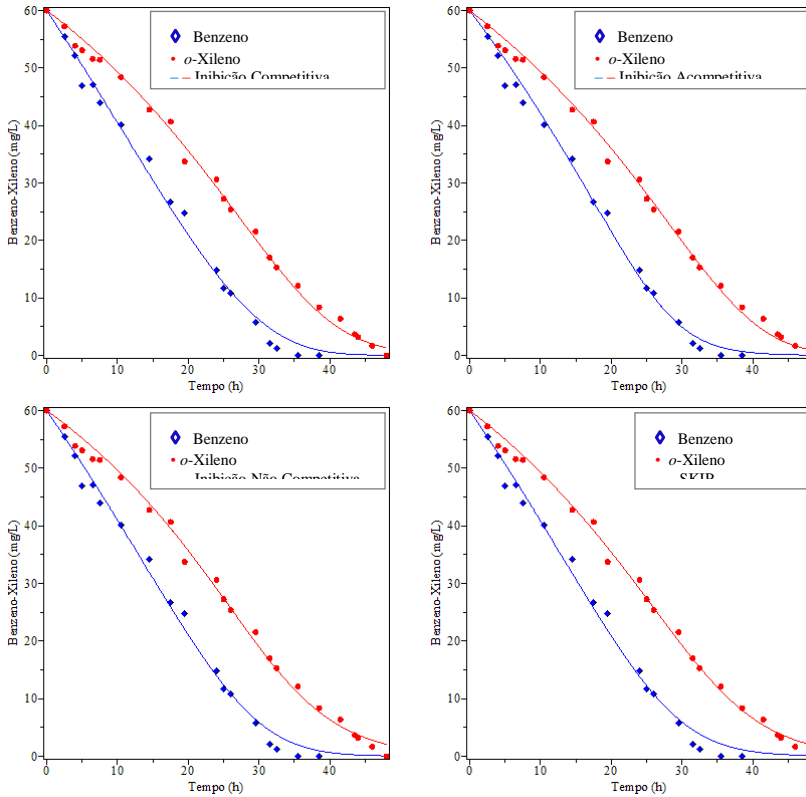 60
50
40
30
20
10
0
Benzeno-Xileno (mg/L)
Benzeno
o-Xileno
Inibição Competitiva
0 10 20 30 40
Tempo (h)
60
50
40
30
20
10
0
Benzeno-Xileno (mg/L)
Benzeno
o-Xileno
Inibição Acompetitiva
0 10 20 30 40
Tempo (h)
60
50
40
30
20
10
0
Benzeno-Xileno (mg/L)
Benzeno
o-Xileno
Inibição Não Competitiva
0 10 20 30 40
Tempo (h)
60
50
40
30
20
10
0
Benzeno-Xileno (mg/L)
Benzeno
o-Xileno
SKIP
0 10 20 30 40
Tempo (h)